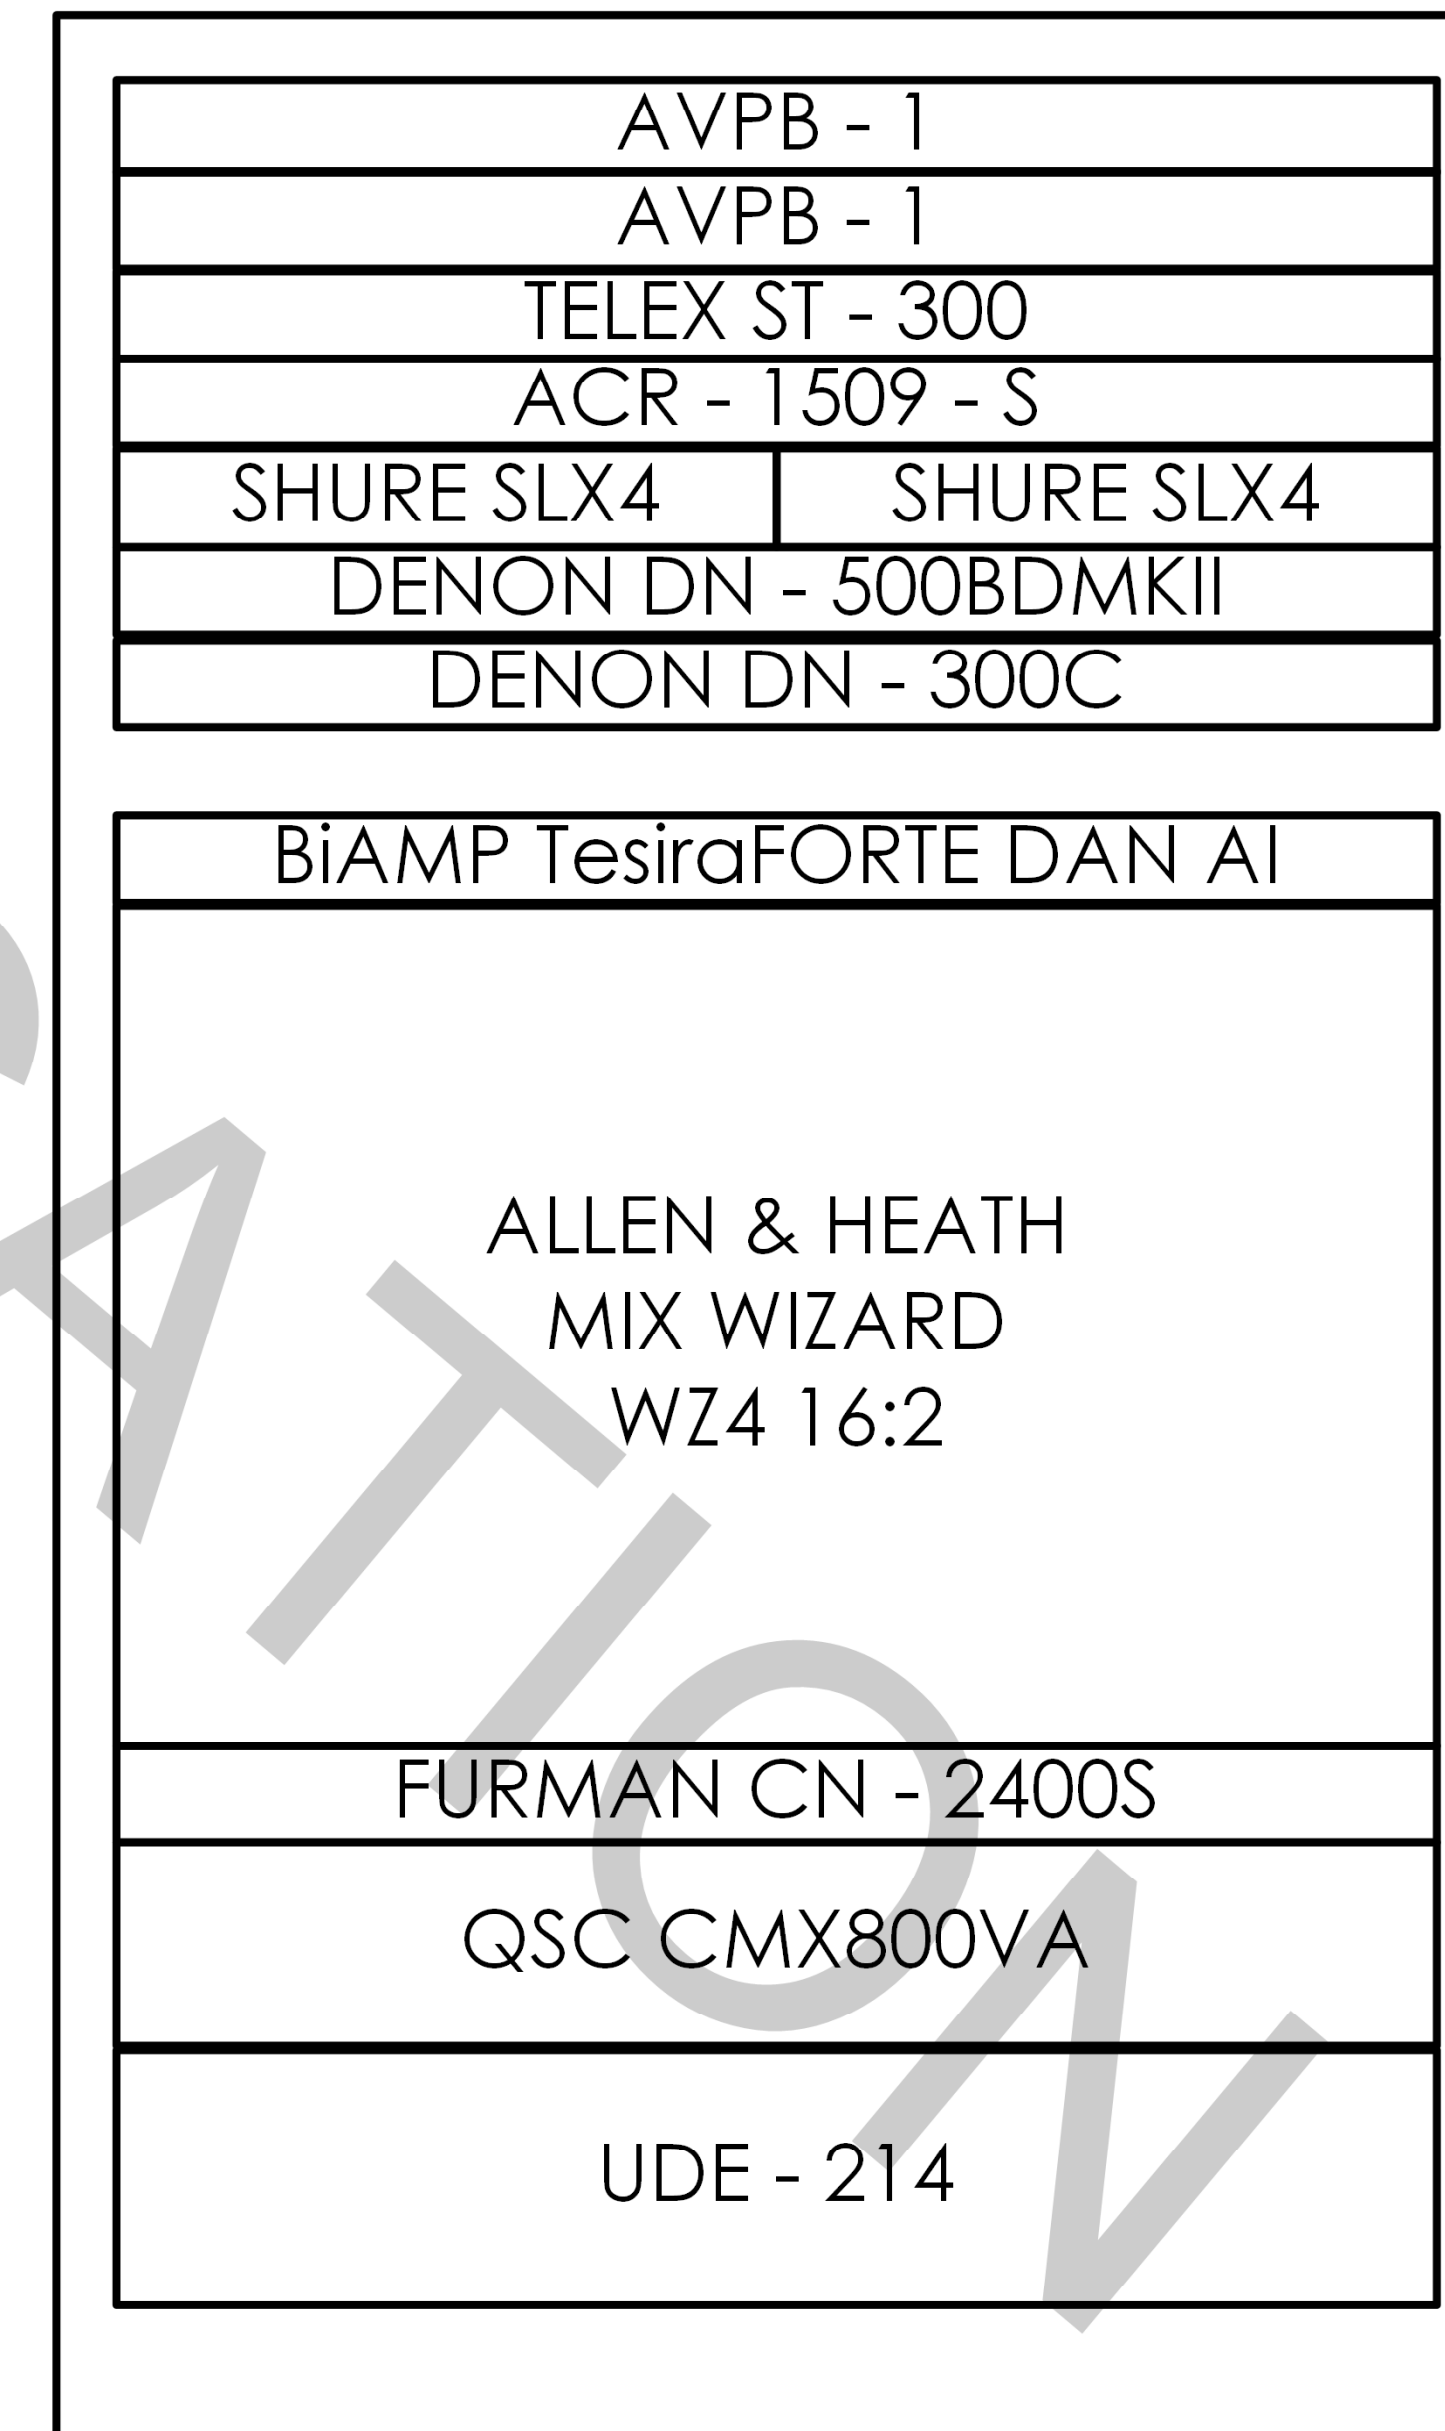 AVPB - 1
AVPB - 1
TELEX ST - 300
ACR - 1509 - S
SHURE SLX4 SHURE SLX4
DENON DN - 500BDMKII
DENON DN - 300C
BiAMP TesiraFORTE DAN AI
ALLEN & HEATH
MIX WIZARD
WZ4 16:2
FURMAN CN - 2400S
QSC CMX800VA
UDE - 214
ATION